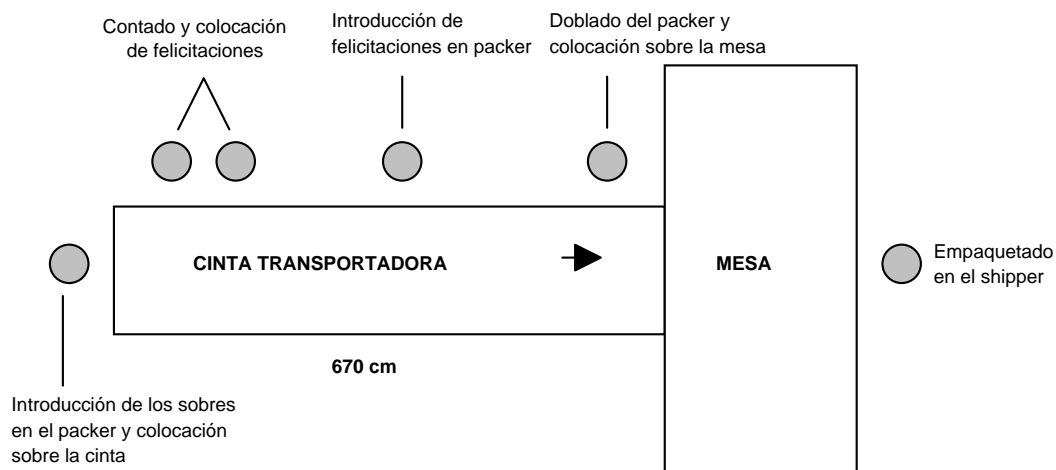 Contado y colocación
de felicitaciones
Introducción de
felicitaciones en packer
Doblado del packer y
colocación sobre la mesa
CINTA TRANSPORTADORA
MESA
Empaquetado
en el shipper
670 cm
Introducción de los sobres
en el packer y colocación
sobre la cinta